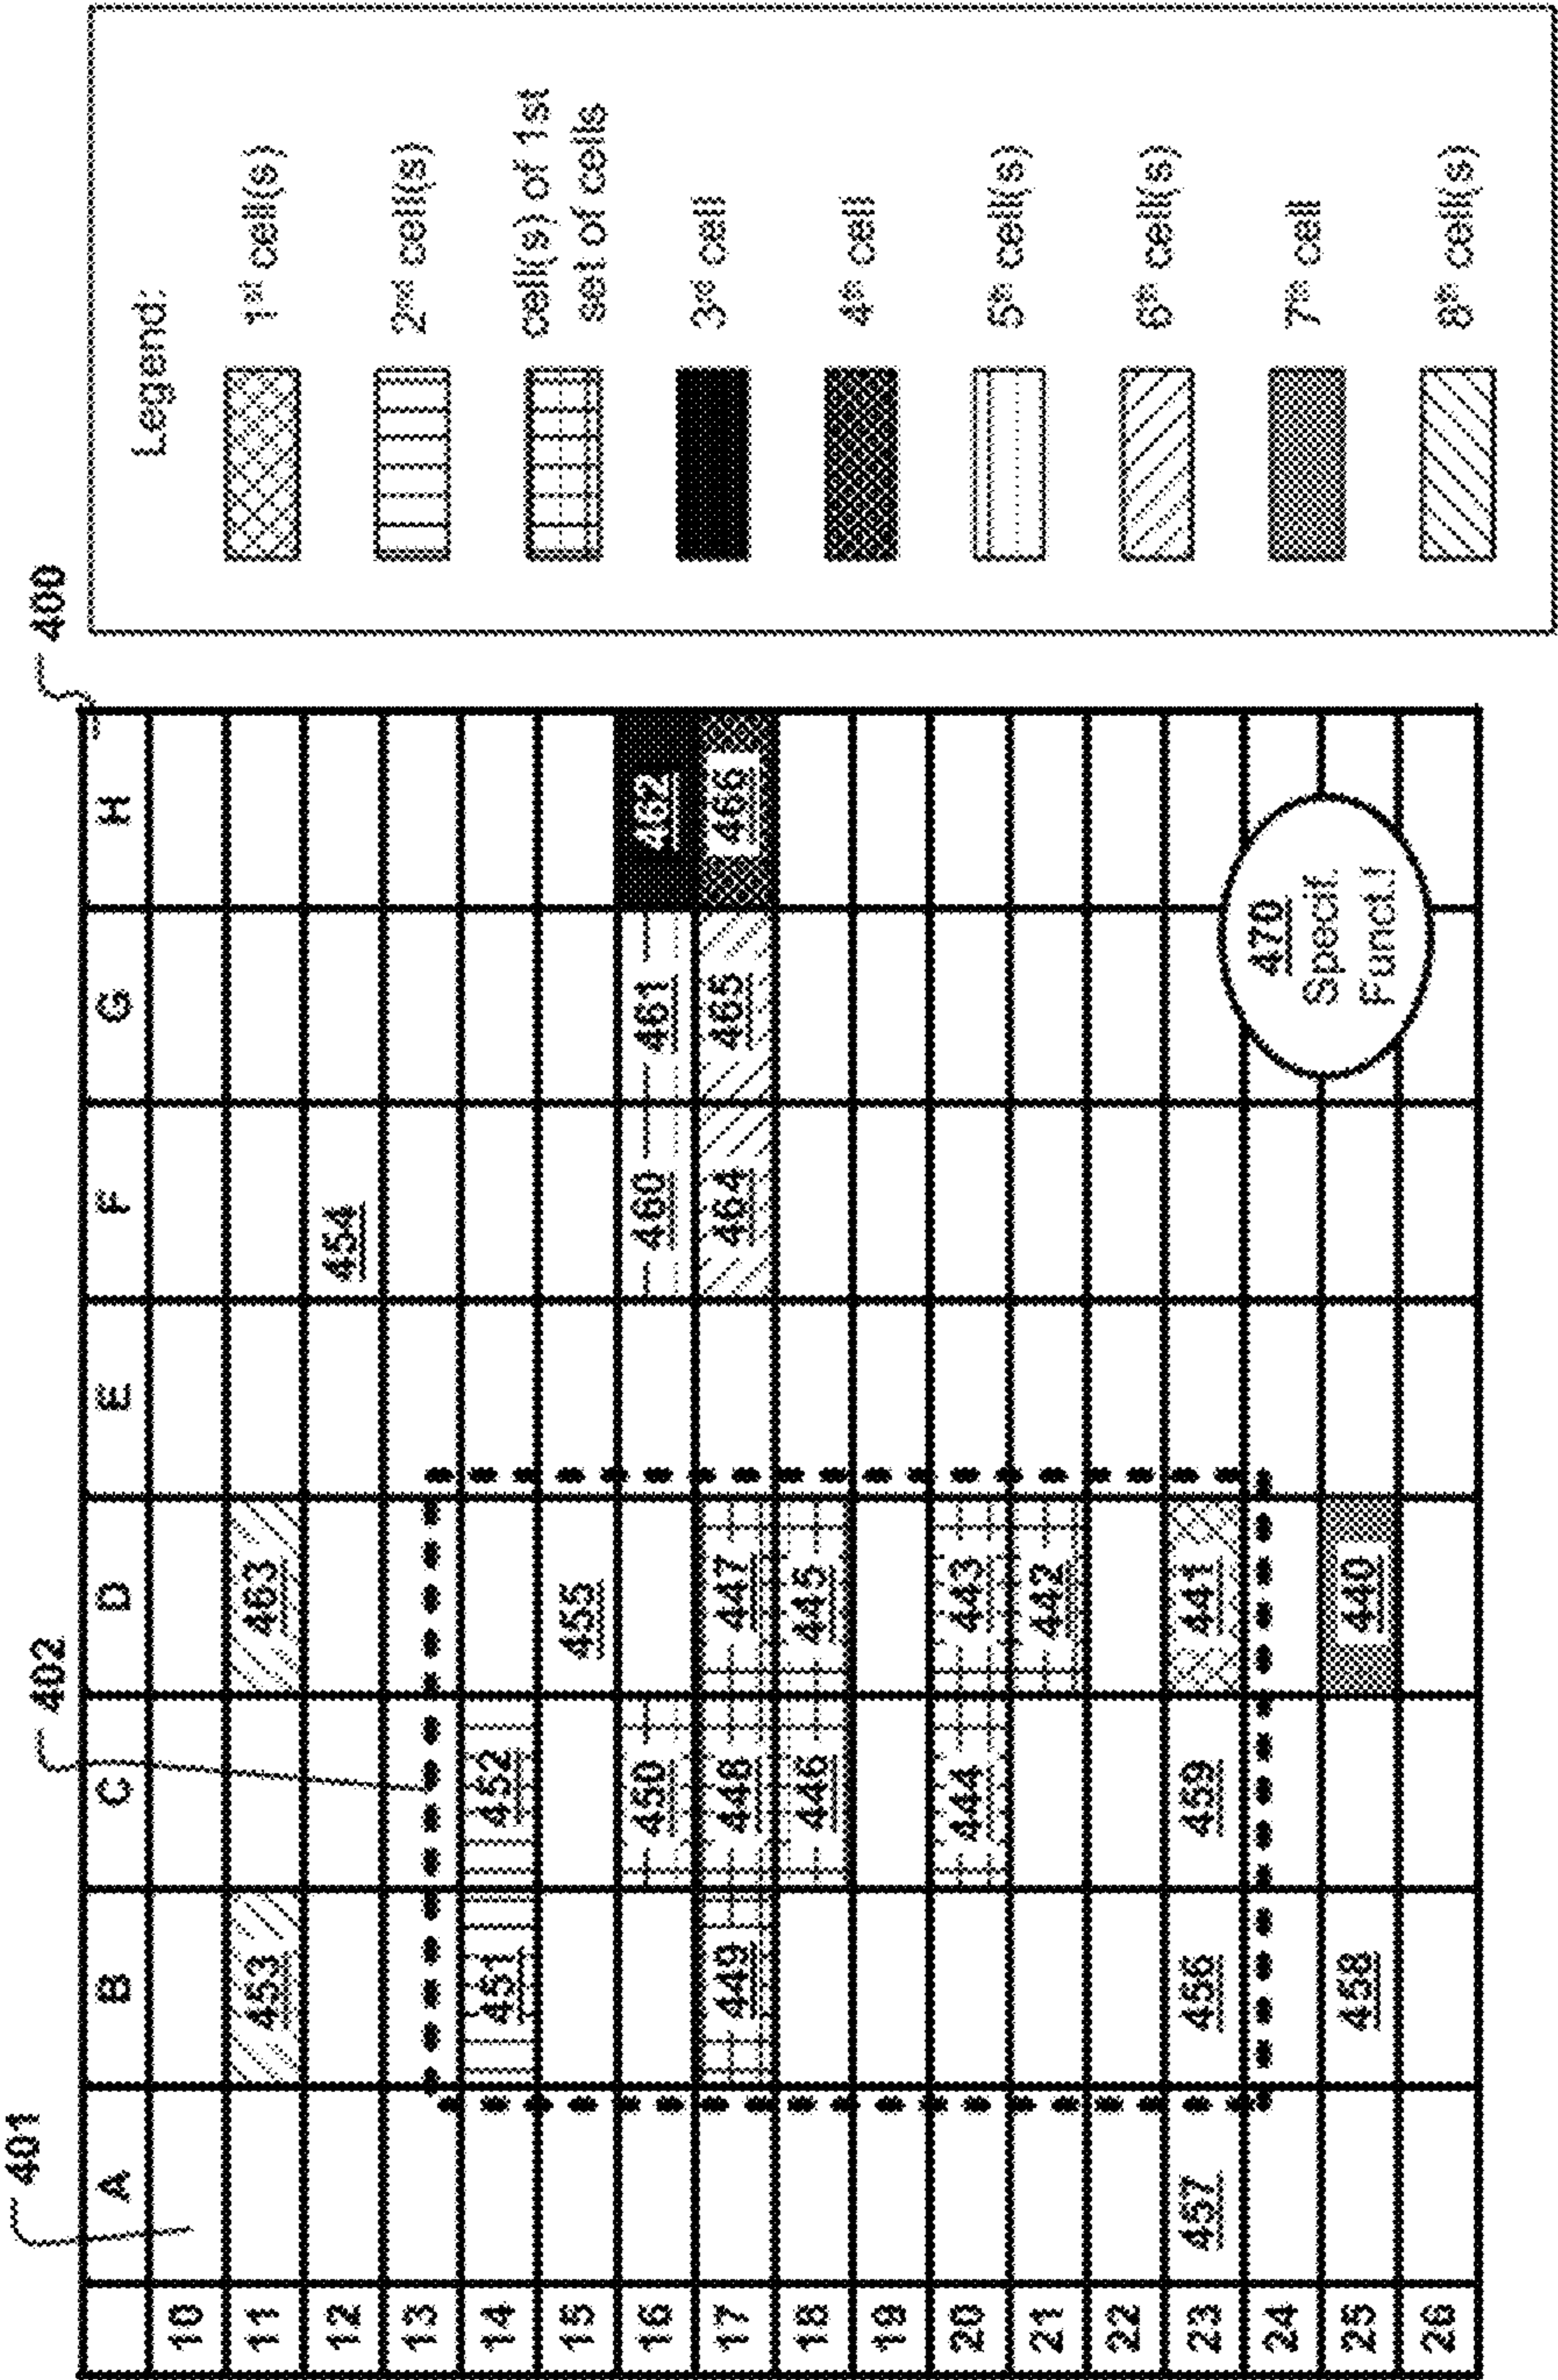 400
401
402
A B C D E F G H
10
11 453 463
12 454
13
14 451 452
15 455
16 450 460 461 462
17 449 448 447 464 465 466
18 446 445
19
20 444 443
21 442
22
23 457 456 459 441
24
25 458 440
26
470
Specif.
Funct.!
Legend:
1st cell(s)
2nd cell(s)
cell(s) of 1st
set of cells
3rd cell
4th cell
5th cell(s)
6th cell(s)
7th cell
8th cell(s)